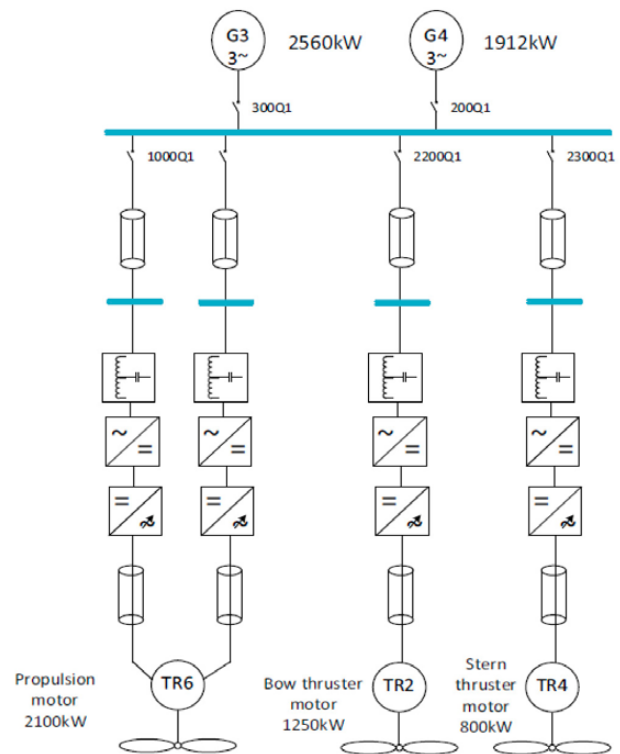 G3
3~
2560kW
G4
3~
1912kW
300Q1
200Q1
1000Q1
2200Q1
2300Q1
~
=
~
=
~
=
~
=
=
=
=
=
Propulsion
motor
2100kW
TR6
Bow thruster
motor
1250kW
TR2
Stern
thruster
motor
800kW
TR4